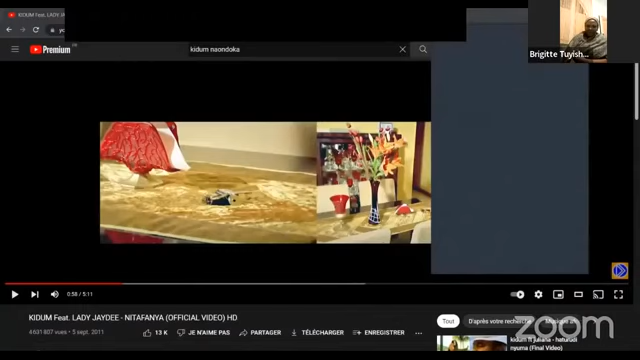 KIDUM Feat. LADY JA
Premium
kidum naondoka
Brigitte Tuyish...
0:58 / 5:11
KIDUM Feat. LADY JAYDEE - NITAFANYA (OFFICIAL VIDEO) HD
4 601 807 vues • 5 sept. 2011
13 K
JE N'AIME PAS
PARTAGER
TÉLÉCHARGER
ENREGISTRER
Tout
D'après votre recherche
zoom
kidum ft juliana - haturudi
nyuma (Final Video)